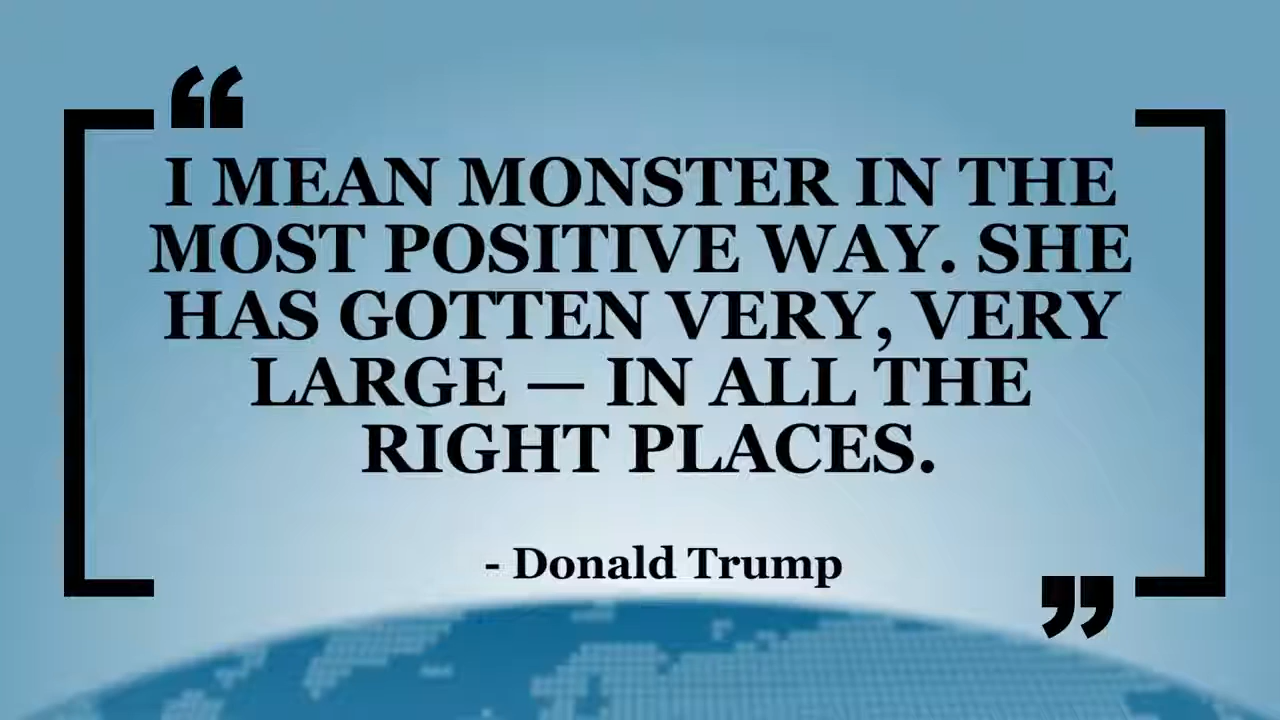 “
I MEAN MONSTER IN THE
MOST POSITIVE WAY. SHE
HAS GOTTEN VERY, VERY
LARGE — IN ALL THE
RIGHT PLACES.
- Donald Trump
”